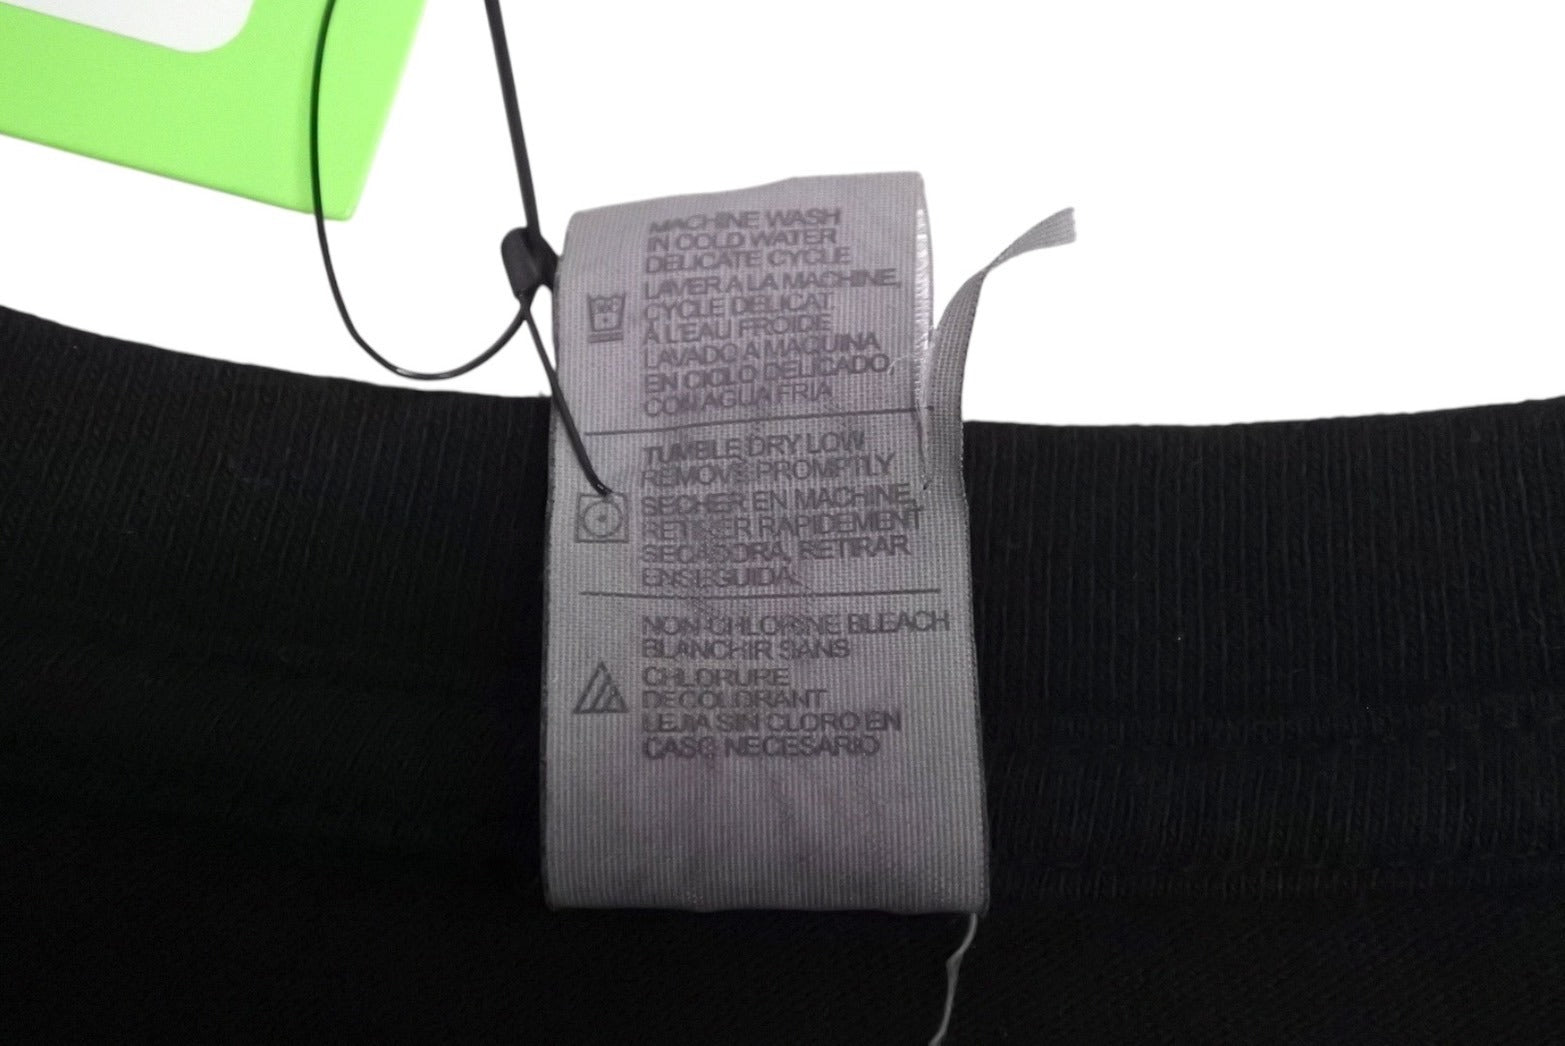 MACHINE WASH
IN COLD WATER
DELICATE CYCLE
LAVER A LA MACHINE,
CYCLE DELICAT.
A L'EAU FROIDE
LAVADO A MAQUINA
EN CICLO DELICADO,
CON AGUA FRIA
TUMBLE DRY LOW
REMOVE PROMPTLY
SECHER EN MACHINE,
RETIRER RAPIDEMENT
SECADORA, RETIRAR
ENSEGUIDA
NON-CHLORINE BLEACH
BLANCHIR SANS
CHLORURE
DECOLORANT
LEJIA SIN CLORO EN
CASO NECESARIO